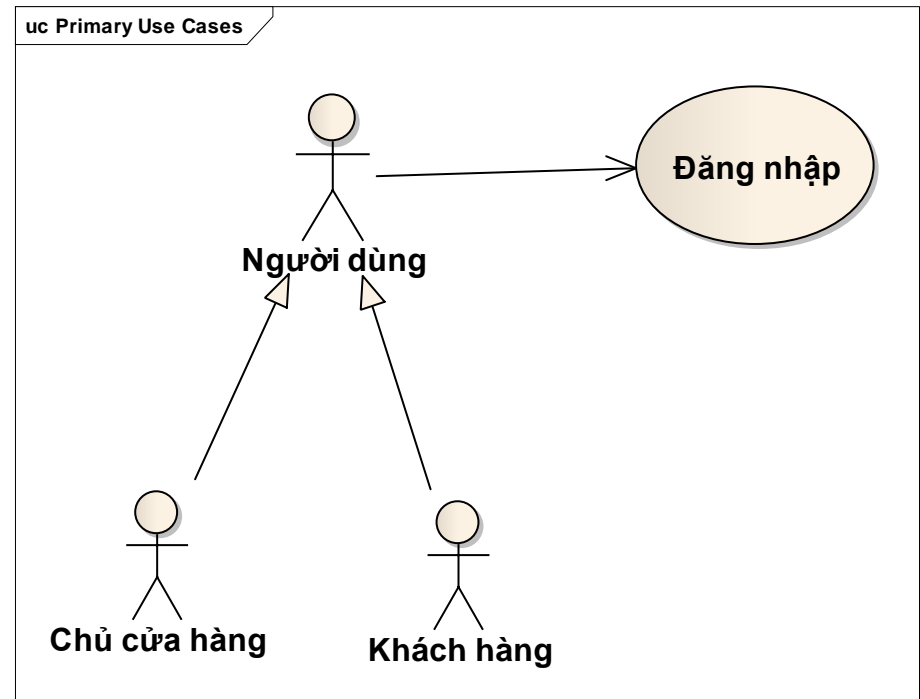 uc Primary Use Cases
Đăng nhập
Người dùng
Chủ cửa hàng
Khách hàng